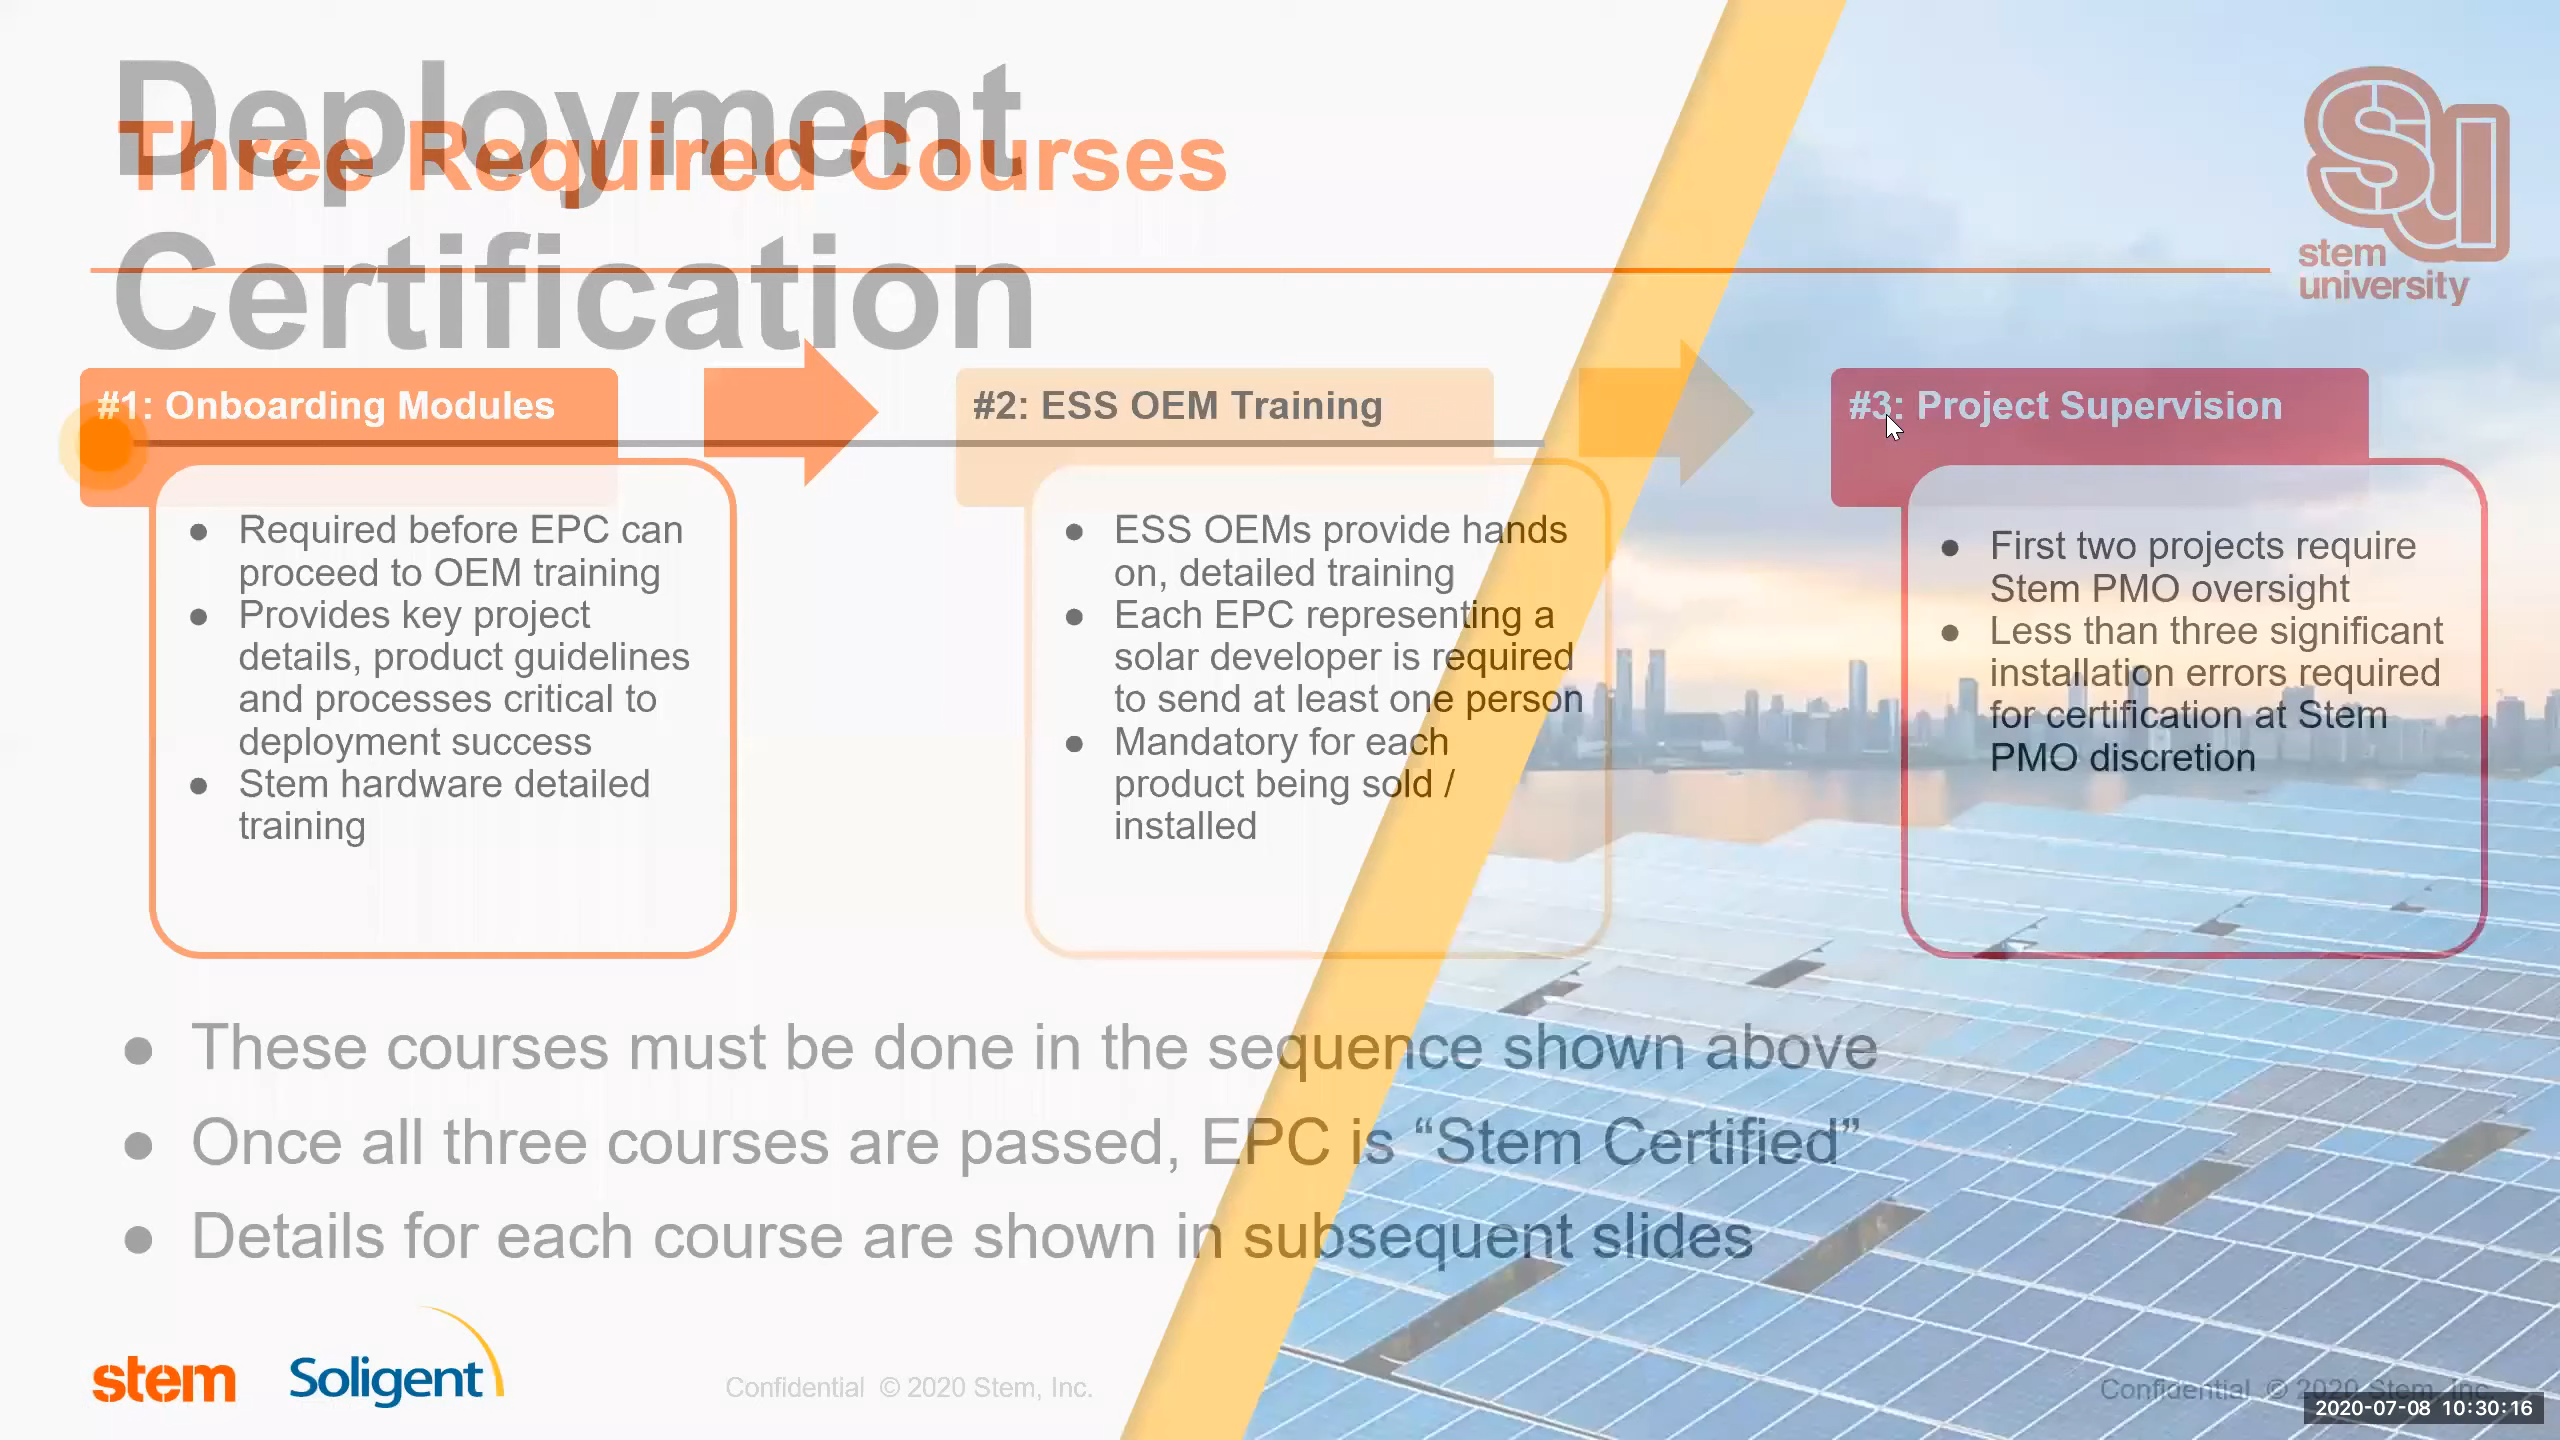 Deployment
Certification
Three Required Courses
stem
university
#1: Onboarding Modules
● Required before EPC can
proceed to OEM training
● Provides key project
details, product guidelines
and processes critical to
deployment success
● Stem hardware detailed
training
#2: ESS OEM Training
● ESS OEMs provide hands
on, detailed training
● Each EPC representing a
solar developer is required
to send at least one person
● Mandatory for each
product being sold /
installed
#3: Project Supervision
● First two projects require
Stem PMO oversight
● Less than three significant
installation errors required
for certification at Stem
PMO discretion
● These courses must be done in the sequence shown above
● Once all three courses are passed, EPC is “Stem Certified”
● Details for each course are shown in subsequent slides
stem
Soligent
Confidential © 2020 Stem, Inc.
Confidential © 2020 Stem, Inc.
2020-07-08 10:30:16